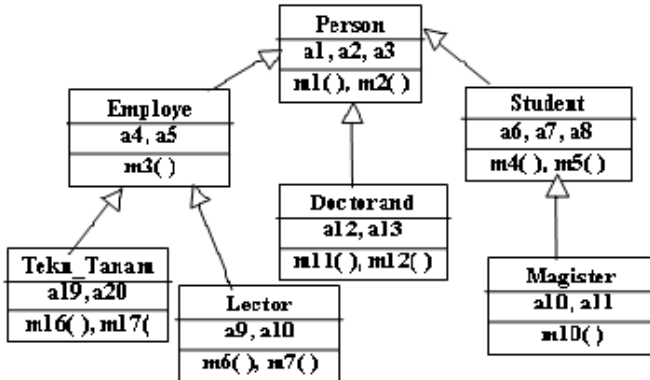 Person
a1, a2, a3
m1( ), m2( )
Employe
a4, a5
m3( )
Student
a6, a7, a8
m4( ), m5( )
Doctorand
a12, a13
m11( ), m12( )
Tekn_Tanam
a19, a20
m16( ), m17(
Lector
a9, a10
m6( ), m7( )
Magister
a10, a11
m10( )